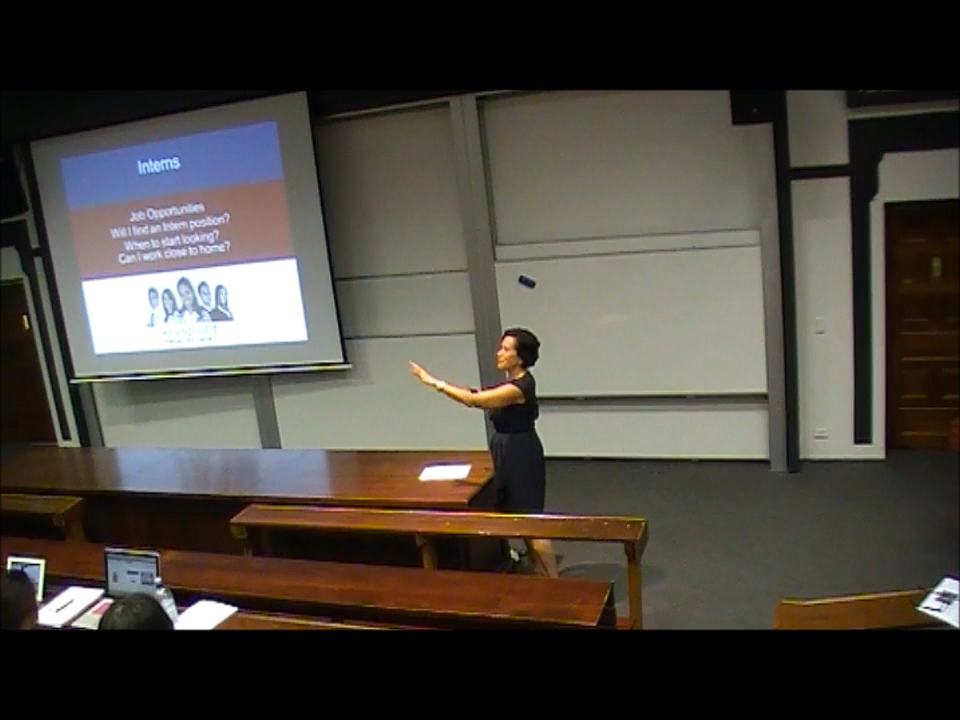 Interns
Job Opportunities
Will I find an Intern position?
When to start looking?
Can I work close to home?